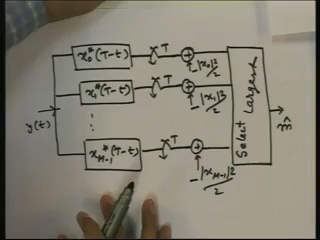 x₀*(T-t)
T
-|x₀|²/2
x₁*(T-t)
T
-|x₁|²/2
y(t)
⋮
x_{M-1}*(T-t)
T
-|x_{M-1}|²/2
Select Largest
m̂